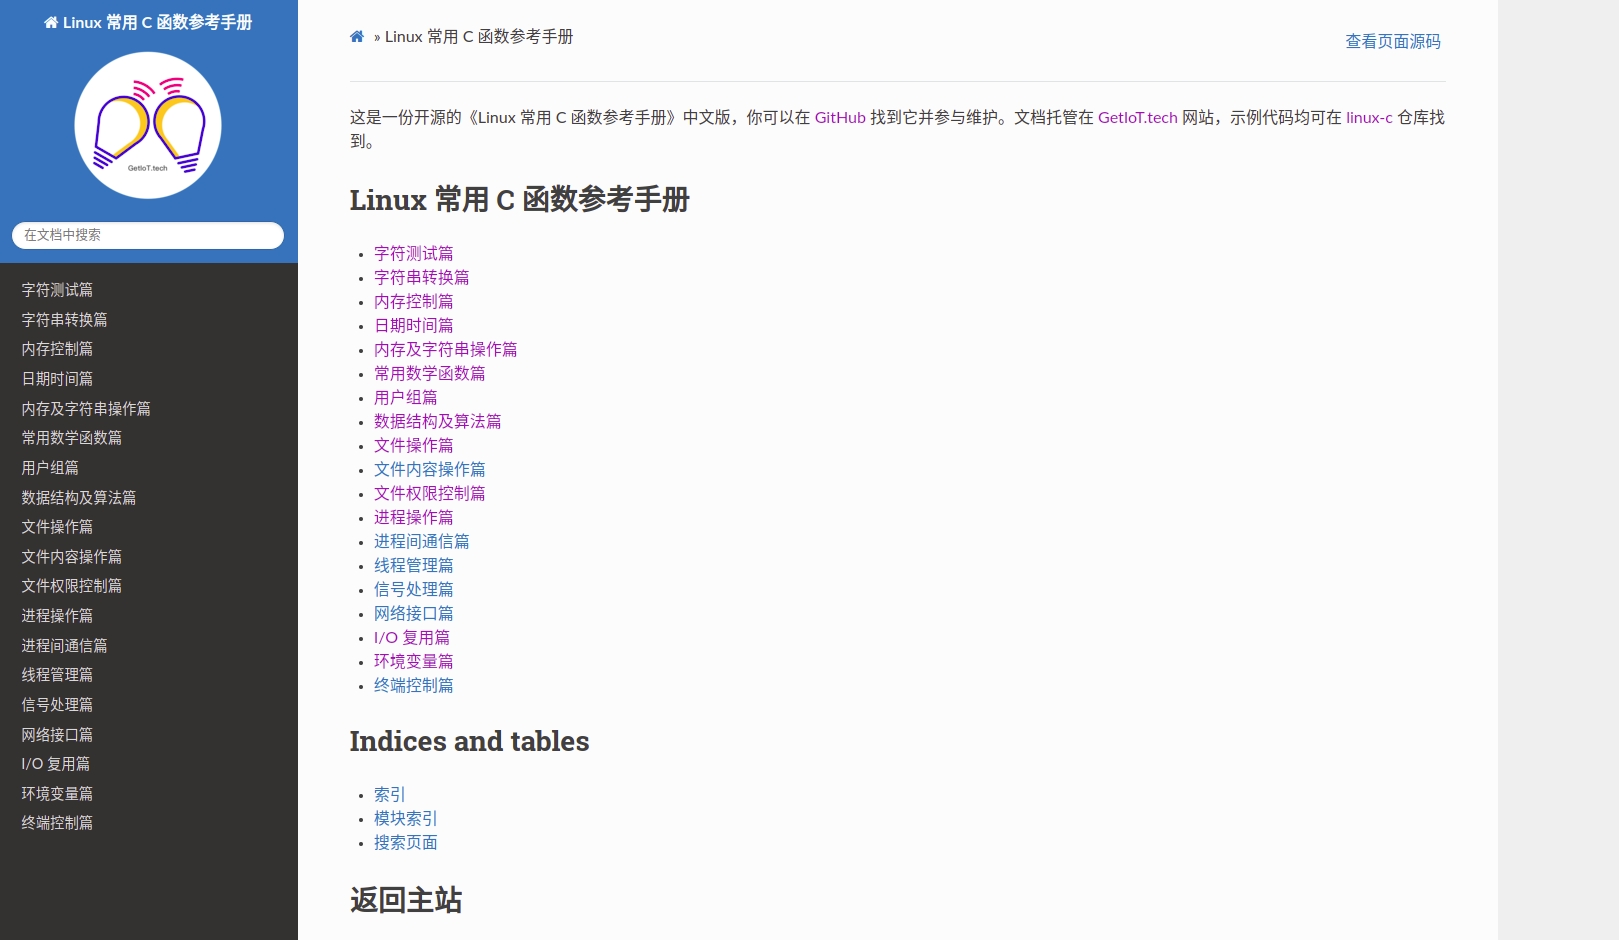 Linux 常用 C 函数参考手册
GetIoT.tech
在文档中搜索
字符测试篇
字符串转换篇
内存控制篇
日期时间篇
内存及字符串操作篇
常用数学函数篇
用户组篇
数据结构及算法篇
文件操作篇
文件内容操作篇
文件权限控制篇
进程操作篇
进程间通信篇
线程管理篇
信号处理篇
网络接口篇
I/O 复用篇
环境变量篇
终端控制篇
» Linux 常用 C 函数参考手册
查看页面源码
这是一份开源的《Linux 常用 C 函数参考手册》中文版，你可以在 GitHub 找到它并参与维护。文档托管在 GetIoT.tech 网站，示例代码均可在 linux-c 仓库找
到。
Linux 常用 C 函数参考手册
• 字符测试篇
• 字符串转换篇
• 内存控制篇
• 日期时间篇
• 内存及字符串操作篇
• 常用数学函数篇
• 用户组篇
• 数据结构及算法篇
• 文件操作篇
• 文件内容操作篇
• 文件权限控制篇
• 进程操作篇
• 进程间通信篇
• 线程管理篇
• 信号处理篇
• 网络接口篇
• I/O 复用篇
• 环境变量篇
• 终端控制篇
Indices and tables
• 索引
• 模块索引
• 搜索页面
返回主站